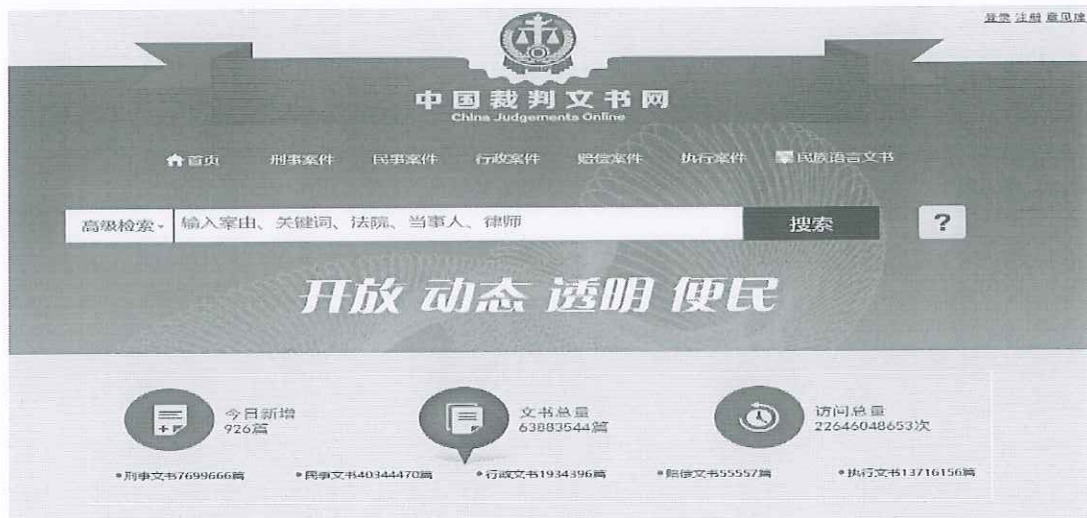 登录 注册 意见建
中国裁判文书网
China Judgements Online
首页 刑事案件 民事案件 行政案件 赔偿案件 执行案件 民族语言文书
高级检索 输入案由、关键词、法院、当事人、律师 搜索 ?
开放 动态 透明 便民
今日新增 文书总量 访问总量
926篇 63883544篇 22646048653次
•刑事文书7699666篇 •民事文书40344470篇 •行政文书1934396篇 •赔偿文书55557篇 •执行文书13716156篇